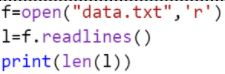 f=open("data.txt",'r')
l=f.readlines()
print(len(l))